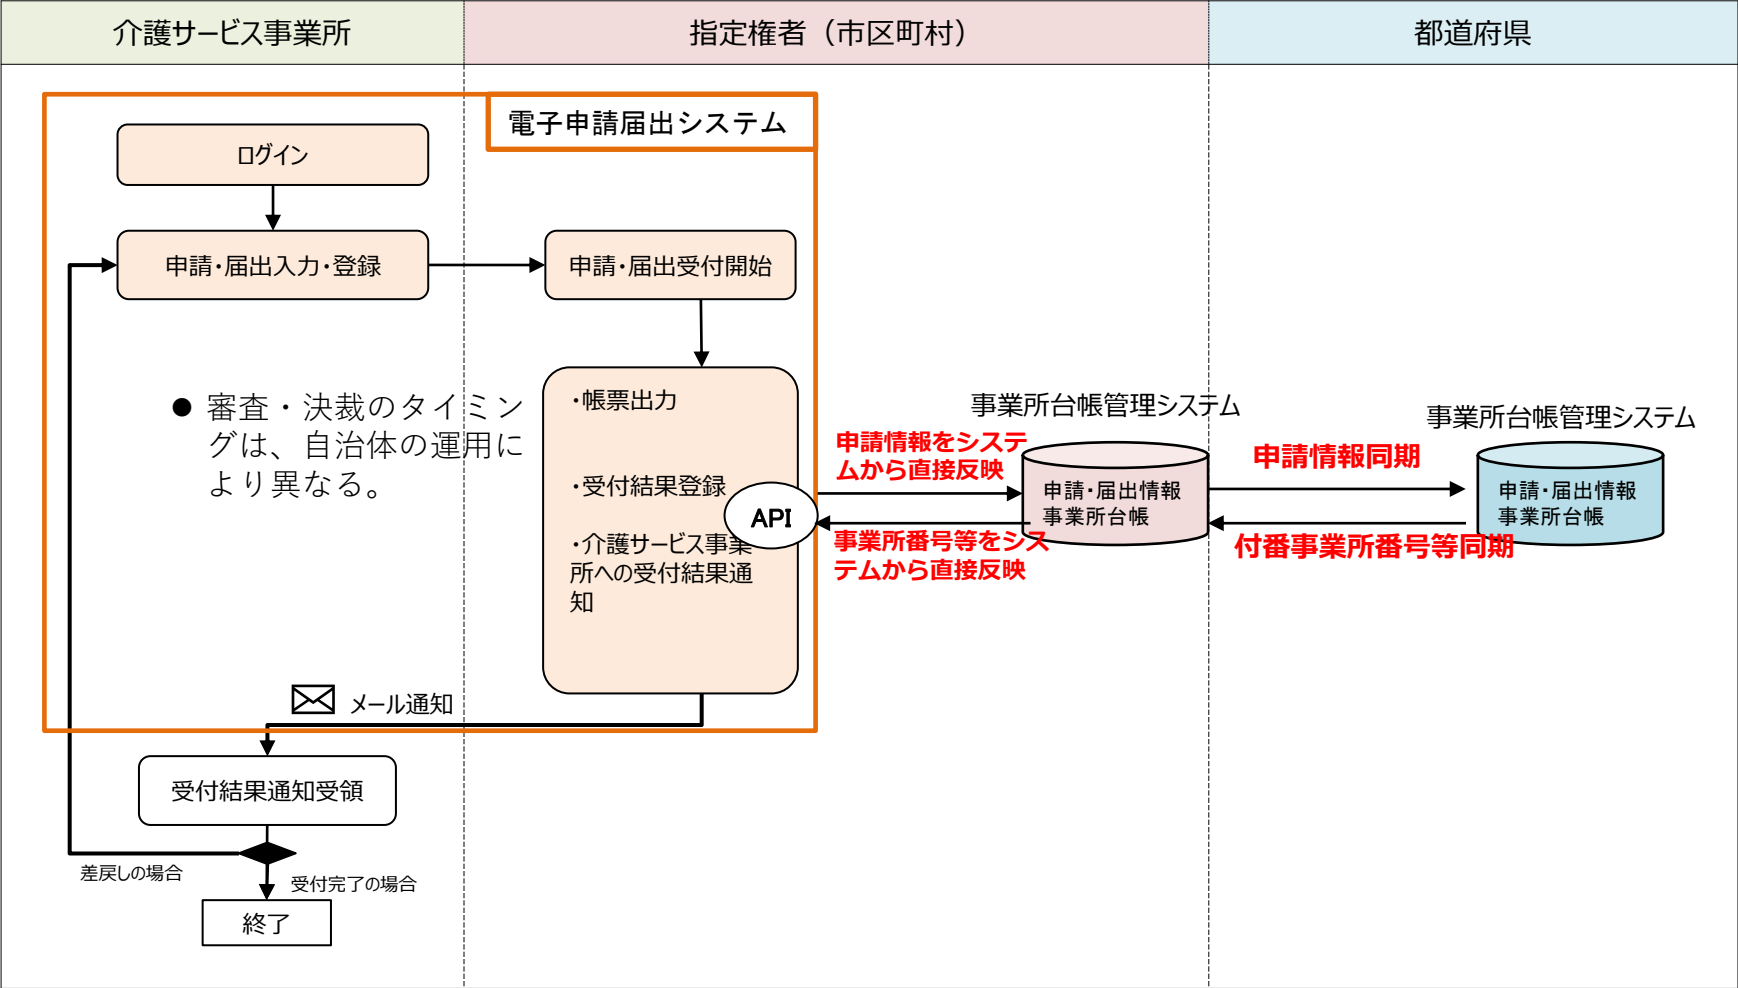 介護サービス事業所
指定権者（市区町村）
都道府県
電子申請届出システム
ログイン
申請・届出入力・登録
申請・届出受付開始
● 審査・決裁のタイミン
グは、自治体の運用に
より異なる。
・帳票出力
・受付結果登録
・介護サービス事業
所への受付結果通
知
API
申請情報をシステ
ムから直接反映
事業所番号等をシス
テムから直接反映
事業所台帳管理システム
申請・届出情報
事業所台帳
申請情報同期
付番事業所番号等同期
事業所台帳管理システム
申請・届出情報
事業所台帳
メール通知
受付結果通知受領
差戻しの場合
受付完了の場合
終了